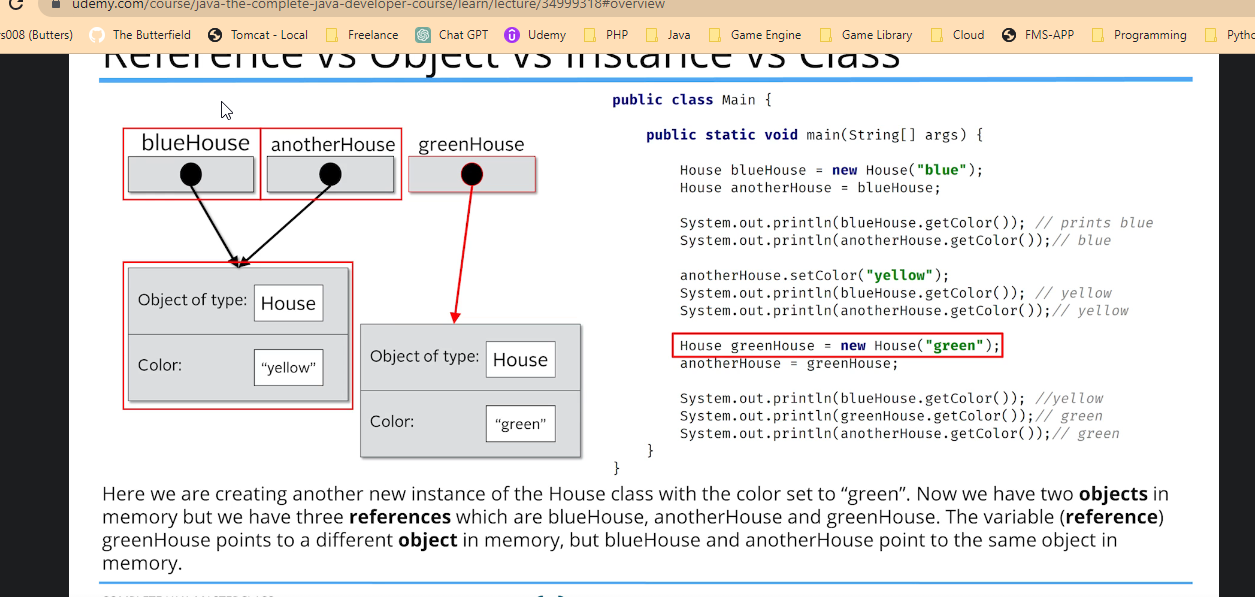 udemy.com/course/java-the-complete-java-developer-course/learn/lecture/34999318#overview
s008 (Butters) The Butterfield Tomcat - Local Freelance Chat GPT Udemy PHP Java Game Engine Game Library Cloud FMS-APP Programming Pytho
Reference vs Object vs Instance vs Class
blueHouse anotherHouse greenHouse
Object of type: House
Color: "yellow"
Object of type: House
Color: "green"
public class Main {
public static void main(String[] args) {
House blueHouse = new House("blue");
House anotherHouse = blueHouse;
System.out.println(blueHouse.getColor()); // prints blue
System.out.println(anotherHouse.getColor());// blue
anotherHouse.setColor("yellow");
System.out.println(blueHouse.getColor()); // yellow
System.out.println(anotherHouse.getColor());// yellow
House greenHouse = new House("green");
anotherHouse = greenHouse;
System.out.println(blueHouse.getColor()); //yellow
System.out.println(greenHouse.getColor());// green
System.out.println(anotherHouse.getColor());// green
}
}
Here we are creating another new instance of the House class with the color set to “green”. Now we have two objects in
memory but we have three references which are blueHouse, anotherHouse and greenHouse. The variable (reference)
greenHouse points to a different object in memory, but blueHouse and anotherHouse point to the same object in
memory.